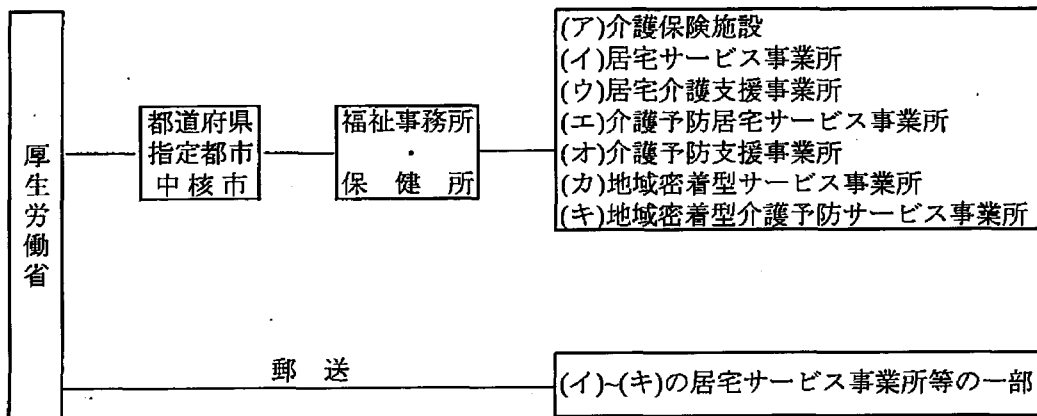 厚生労働省
都道府県
指定都市
中核市
福祉事務所
・
保健所
(ア)介護保険施設
(イ)居宅サービス事業所
(ウ)居宅介護支援事業所
(エ)介護予防居宅サービス事業所
(オ)介護予防支援事業所
(カ)地域密着型サービス事業所
(キ)地域密着型介護予防サービス事業所
郵送
(イ)~(キ)の居宅サービス事業所等の一部